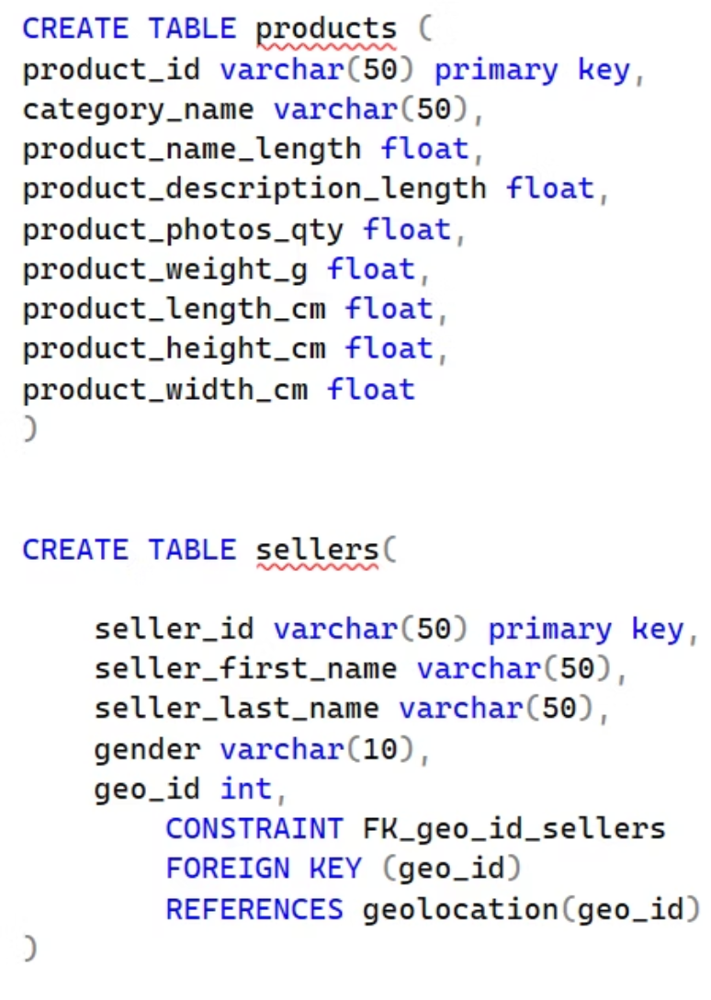 CREATE TABLE products (
product_id varchar(50) primary key,
category_name varchar(50),
product_name_length float,
product_description_length float,
product_photos_qty float,
product_weight_g float,
product_length_cm float,
product_height_cm float,
product_width_cm float
)
CREATE TABLE sellers(
seller_id varchar(50) primary key,
seller_first_name varchar(50),
seller_last_name varchar(50),
gender varchar(10),
geo_id int,
CONSTRAINT FK_geo_id_sellers
FOREIGN KEY (geo_id)
REFERENCES geolocation(geo_id)
)